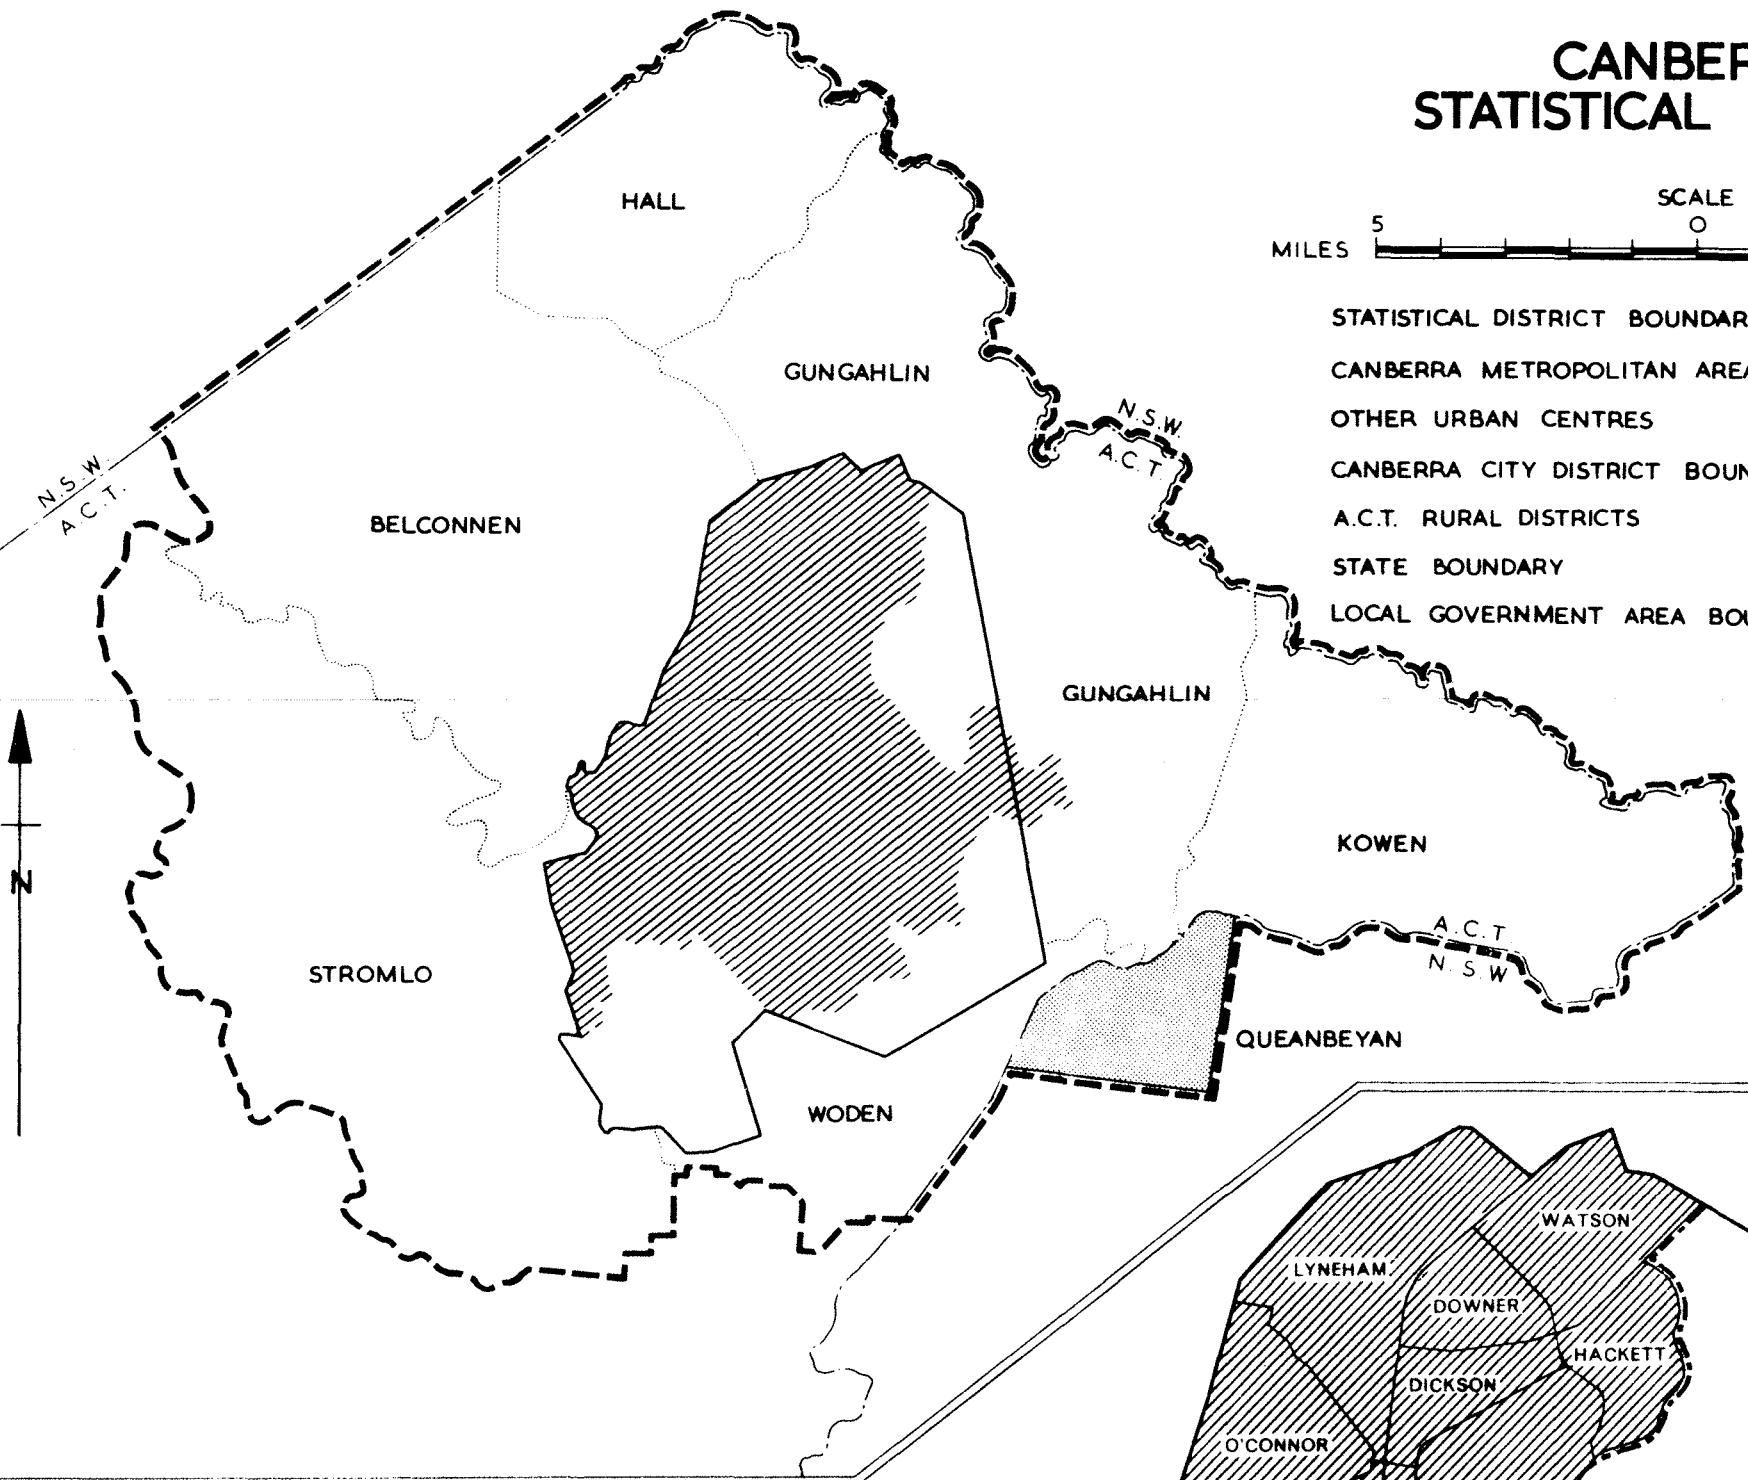 CANBER
STATISTICAL
SCALE
5 0
MILES
STATISTICAL DISTRICT BOUNDAR
CANBERRA METROPOLITAN AREA
OTHER URBAN CENTRES
CANBERRA CITY DISTRICT BOUN
A.C.T. RURAL DISTRICTS
STATE BOUNDARY
LOCAL GOVERNMENT AREA BOU
HALL
GUNGAHLIN
N.S.W.
A.C.T.
N.S.W.
A.C.T.
BELCONNEN
GUNGAHLIN
KOWEN
N
A.C.T
N.S.W
STROMLO
QUEANBEYAN
WODEN
WATSON
LYNEHAM
DOWNER
HACKETT
DICKSON
O'CONNOR